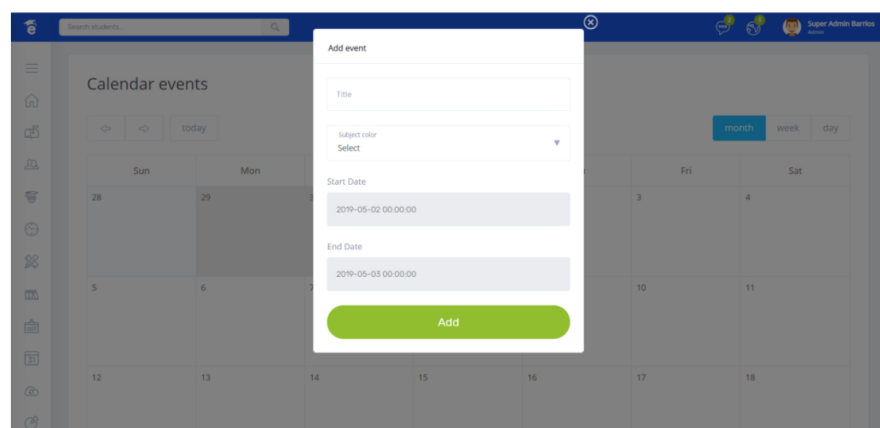 Search students...
Super Admin Barrios
Admin
Add event
Calendar events
Title
today
month week day
Subject color
Select
Sun Mon Fri Sat
Start Date
28 29 3 4
2019-05-02 00:00:00
End Date
2019-05-03 00:00:00
5 6 10 11
Add
12 13 14 15 16 17 18